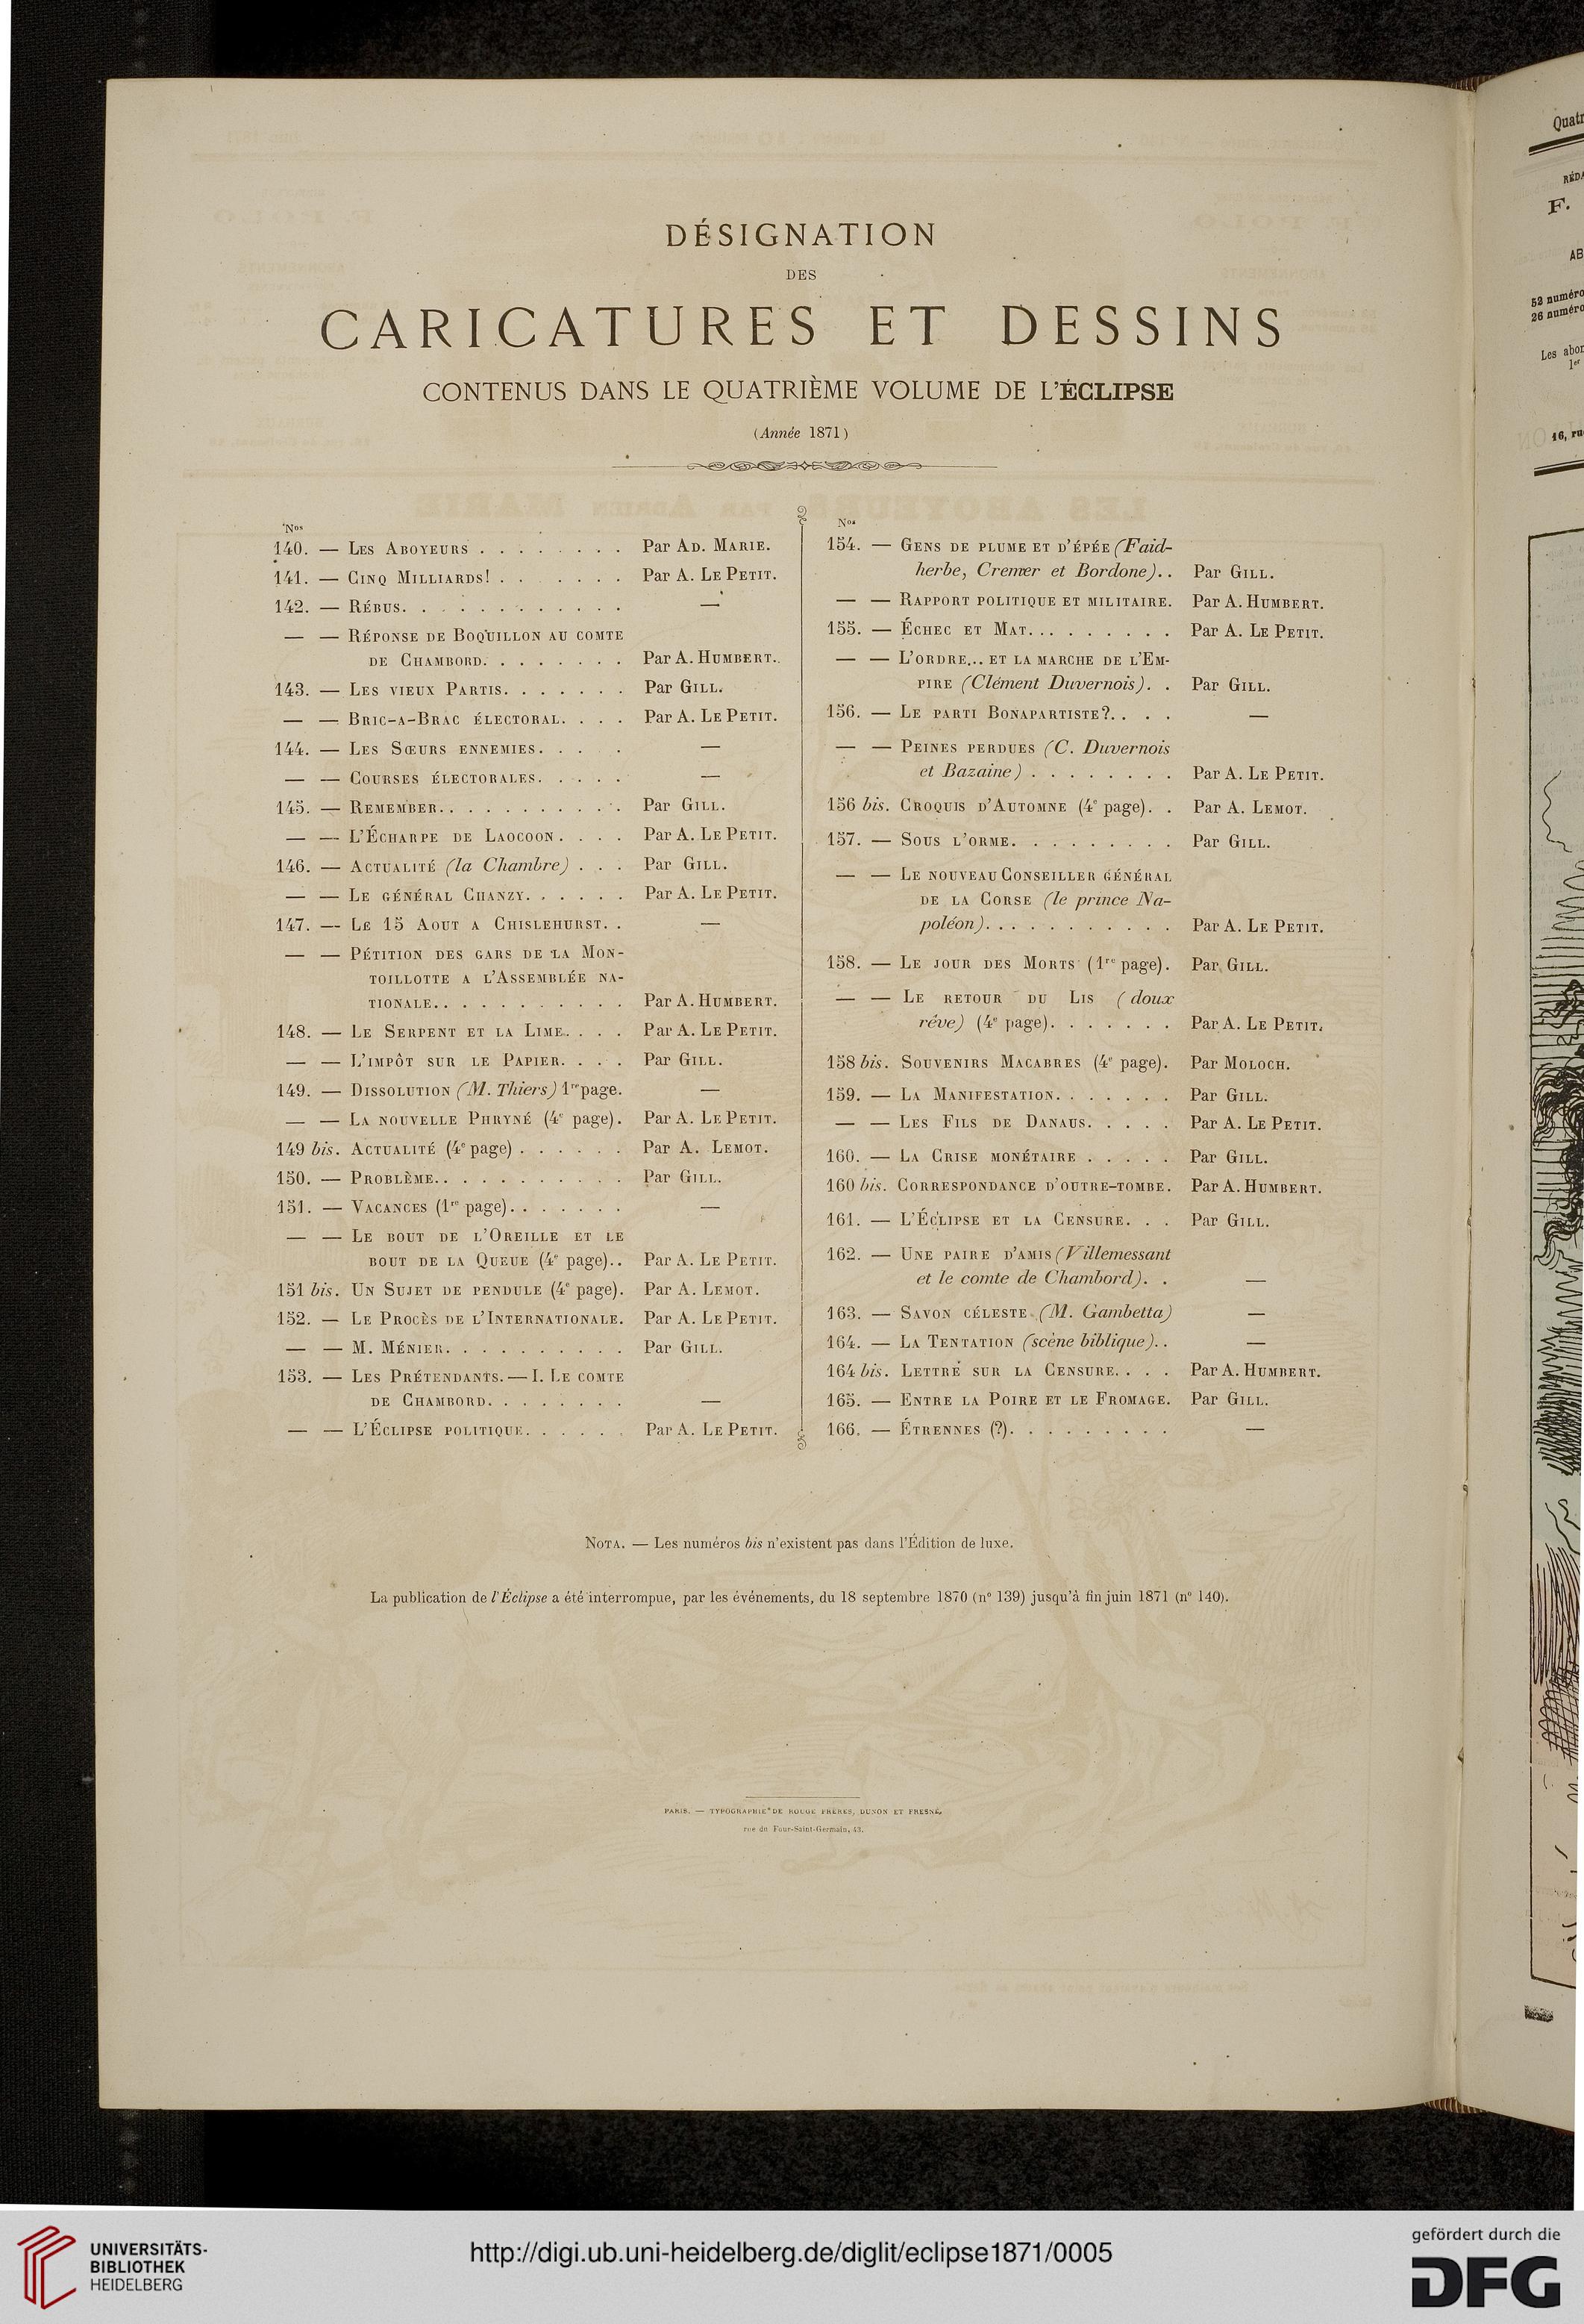 DÉSIGNATION
DES
CARICATURES ET DESSINS
CONTENUS DANS LE QUATRIÈME VOLUME DE L'ÉCLIPSE
(Année 1871)
Nos
140. — Les Aboyeurs . . . . . . . . Par Ad. Marie.
141. — Cinq Milliards! . . . . . . . Par A. Le Petit.
142. — Rébus. . . . . . . . . . . . —
— — Réponse de Boquillon au comte
de Chambord. . . . . . . . Par A. Humbert.
143. — Les vieux Partis. . . . . . . Par Gill.
— — Bric-a-Brac électoral. . . . Par A. Le Petit.
144. — Les Sœurs ennemies. . . . . —
— — Courses électorales. . . . . —
145. — Remember. . . . . . . . . . Par Gill.
— — L'Écharpe de Laocoon. . . . Par A. Le Petit.
146. — Actualité (la Chambre) . . . Par Gill.
— — Le général Chanzy. . . . . . Par A. Le Petit.
147. — Le 15 Aout a Chislehurst. . —
— — Pétition des gars de la Mon-
toillotte a l'Assemblée na-
tionale. . . . . . . . . . Par A. Humbert.
148. — Le Serpent et la Lime. . . . Par A. Le Petit.
— — L'impôt sur le Papier. . . . Par Gill.
149. — Dissolution (M. Thiers) 1re page. —
— — La nouvelle Phryné (4e page). Par A. Le Petit.
149 bis. Actualité (4e page) . . . . . . Par A. Lemot.
150. — Problème. . . . . . . . . . Par Gill.
151. — Vacances (1re page). . . . . . . —
— — Le bout de l'Oreille et le
bout de la Queue (4e page). . Par A. Le Petit.
151 bis. Un Sujet de pendule (4e page). Par A. Lemot.
152. — Le Procès de l'Internationale. Par A. Le Petit.
— — M. Ménier. . . . . . . . . . Par Gill.
153. — Les Prétendants. — I. Le comte
de Chambord. . . . . . . . —
— — L'Éclipse politique. . . . . . Par A. Le Petit.
Nos
154. — Gens de plume et d'épée (Faid-
herbe, Cremer et Bordone). . Par Gill.
— — Rapport politique et militaire. Par A. Humbert.
155. — Échec et Mat. . . . . . . . . Par A. Le Petit.
— — L'ordre... et la marche de l'Em-
pire (Clément Duvernois). . Par Gill.
156. — Le parti Bonapartiste?. . . . —
— — Peines perdues (C. Duvernois
et Bazaine) . . . . . . . . Par A. Le Petit.
156 bis. Croquis d'Automne (4e page). . Par A. Lemot.
157. — Sous l'orme. . . . . . . . . Par Gill.
— — Le nouveau Conseiller général
de la Corse (le prince Na-
poléon). . . . . . . . . . . Par A. Le Petit.
158. — Le jour des Morts (1re page). Par Gill.
— — Le retour du Lis (doux
rêve) (4e page). . . . . . . Par A. Le Petit.
158 bis. Souvenirs Macabres (4e page). Par Moloch.
159. — La Manifestation. . . . . . . Par Gill.
— — Les Fils de Danaus. . . . . Par A. Le Petit.
160. — La Crise monétaire . . . . . Par Gill.
160 bis. Correspondance d'outre-tombe. Par A. Humbert.
161. — L'Éclipse et la Censure. . . Par Gill.
162. — Une paire d'amis (Villemessant
et le comte de Chambord). . —
163. — Savon céleste (M. Gambetta) —
164. — La Tentation (scène biblique). . —
164 bis. Lettre sur la Censure. . . . Par A. Humbert.
165. — Entre la Poire et le Fromage. Par Gill.
166. — Étrennes (?). . . . . . . . . —
Nota. — Les numéros bis n'existent pas dans l'Édition de luxe.
La publication de l'Éclipse a été interrompue, par les événements, du 18 septembre 1870 (n° 139) jusqu'à fin juin 1871 (n° 140).
PARIS. — TYPOGRAPHIE DE ROUGE FRÈRES, DUNON ET FRESNÉ,
rue du Four-Saint-Germain, 43.
Quatr
RÉDA
F.
AB
52 numéro
26 numéro
Les abon
1er
16, ru
UNIVERSITÄTS-
BIBLIOTHEK
HEIDELBERG
http://digi.ub.uni-heidelberg.de/diglit/eclipse1871/0005
gefördert durch die
DFG